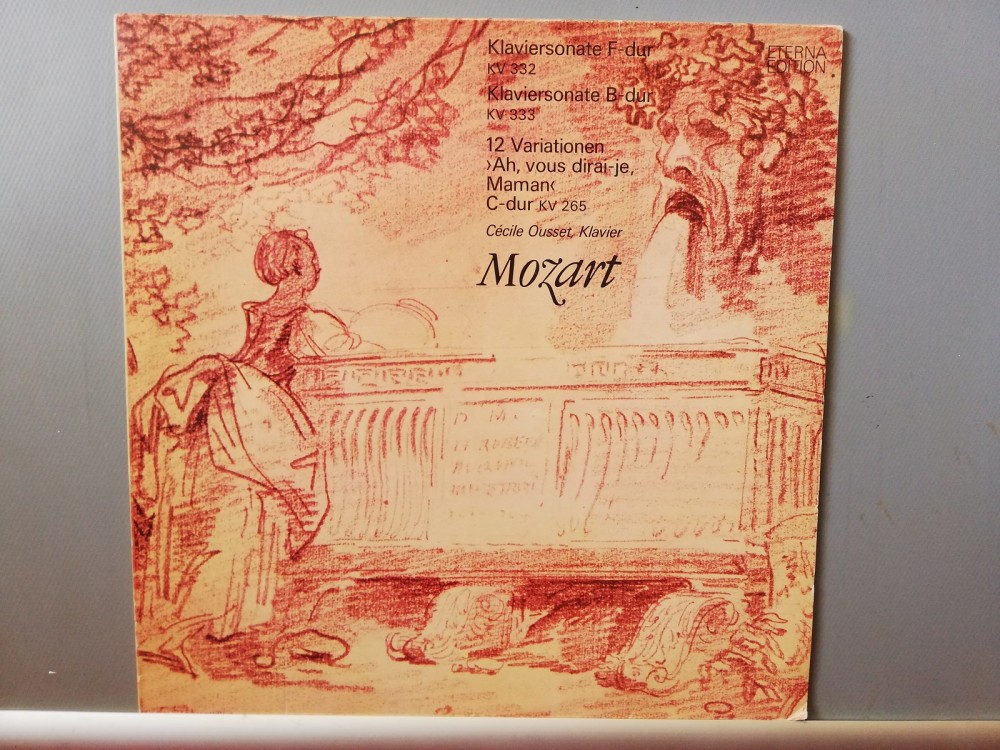 Klaviersonate F-dur
KV 332
Klaviersonate B-dur
KV 333
12 Variationen
›Ah, vous dirai-je,
Maman‹
C-dur KV 265
Cécile Ousset, Klavier
Mozart
ETERNA
EDITION
D. M.